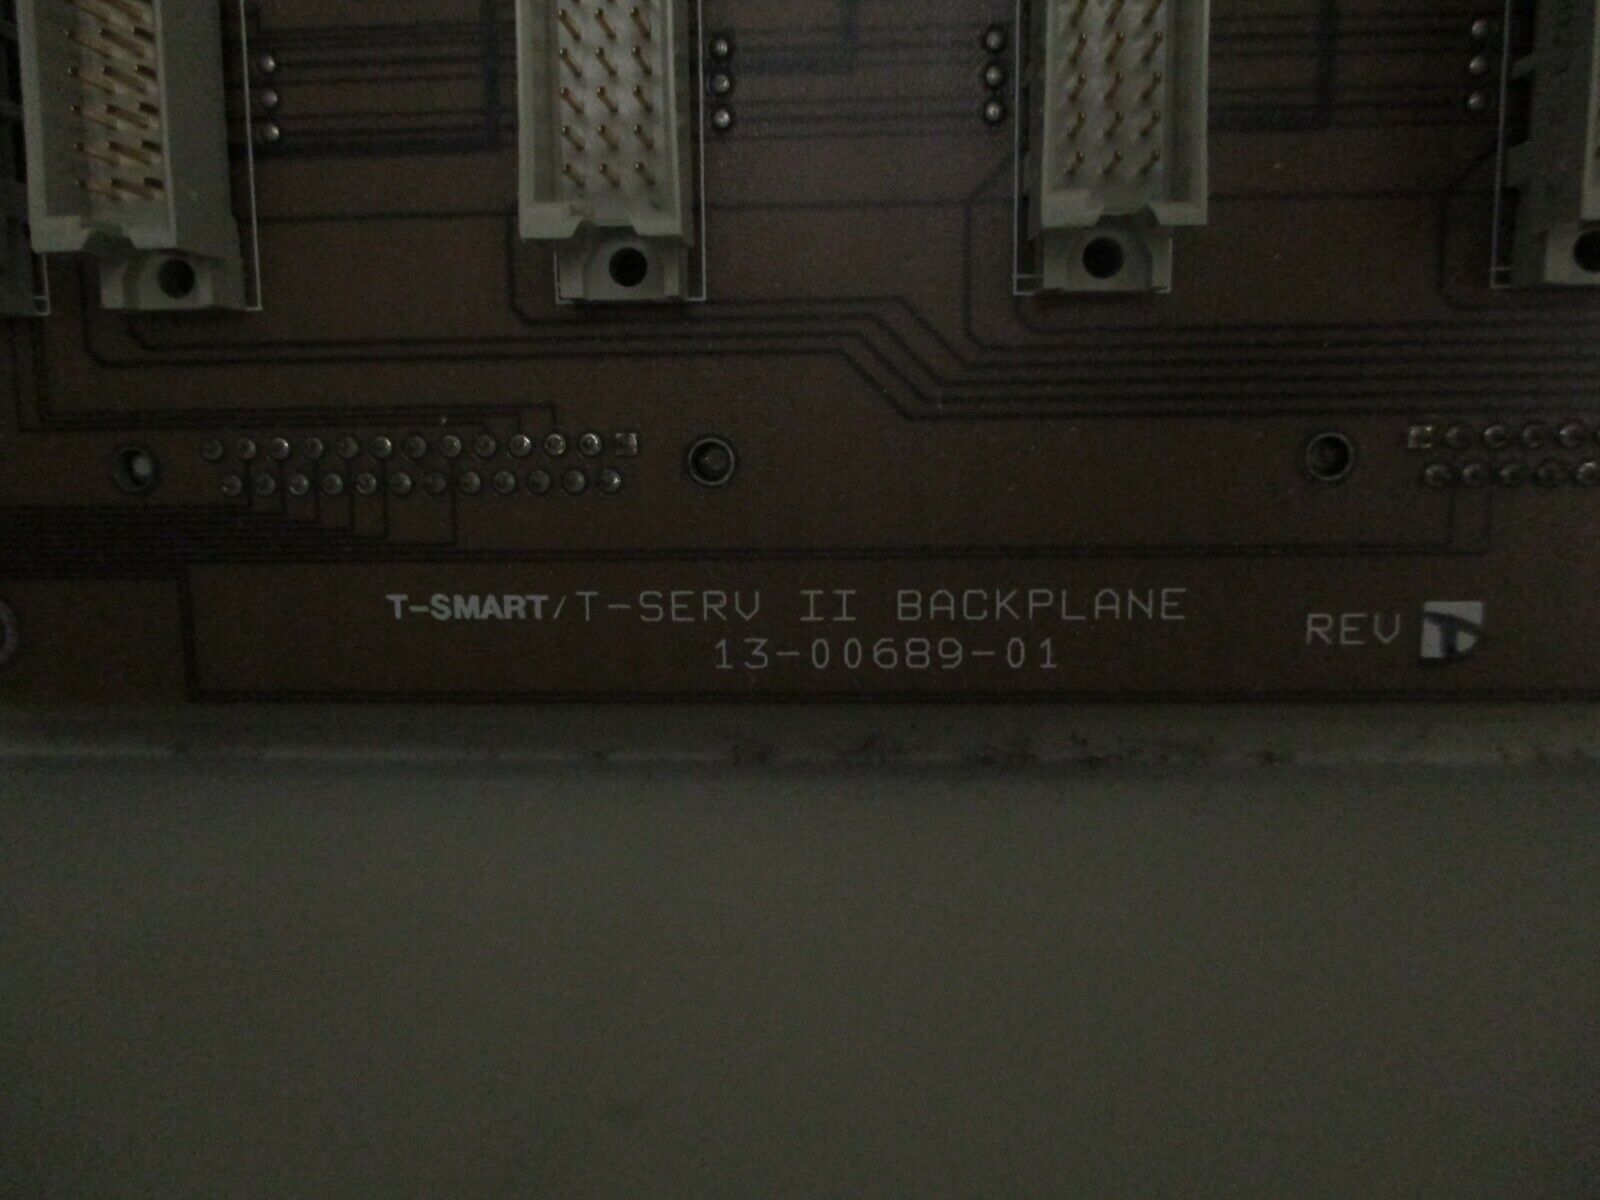 T-SMART/T-SERV II BACKPLANE
13-00689-01
REV